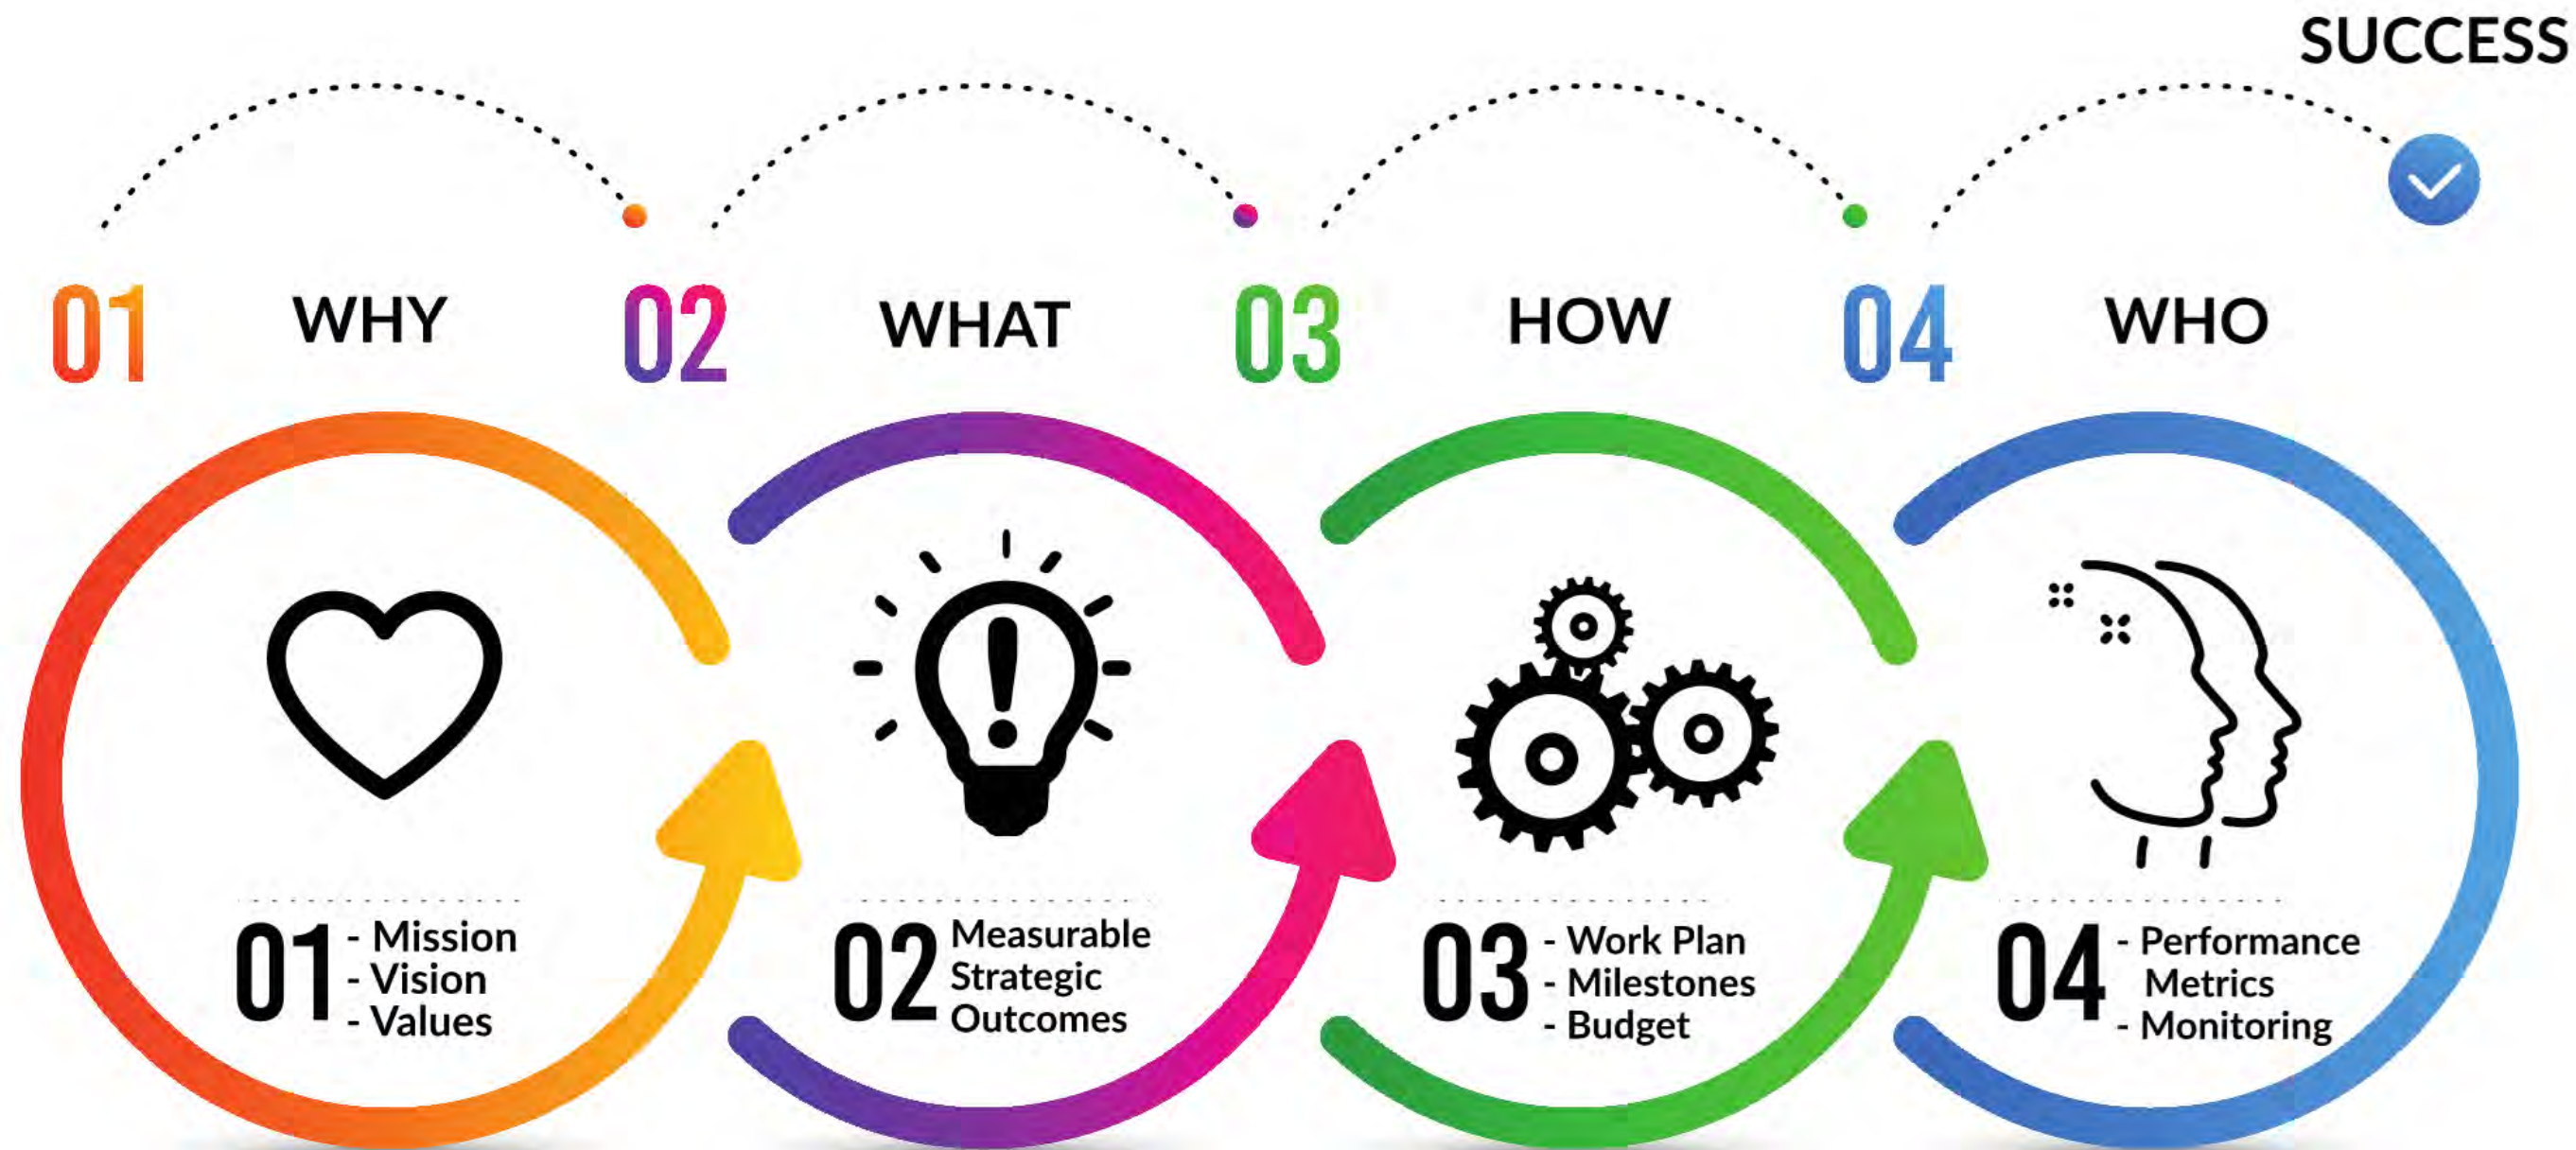 SUCCESS
01 WHY 02 WHAT 03 HOW 04 WHO
01
- Mission
- Vision
- Values
02
Measurable
Strategic
Outcomes
03
- Work Plan
- Milestones
- Budget
04
- Performance
Metrics
- Monitoring